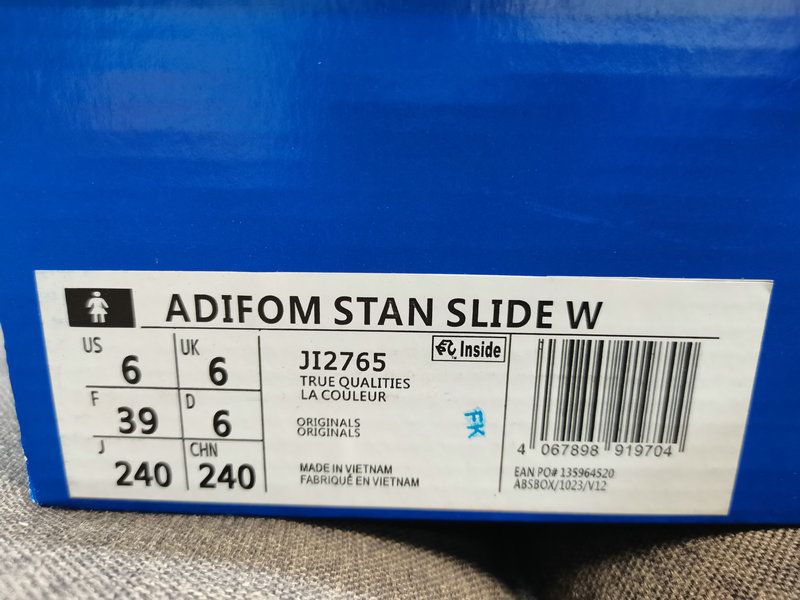 ADIFOM STAN SLIDE W
US 6 UK 6
F 39 D 6
J 240 CHN 240
JI2765
TRUE QUALITIES
LA COULEUR
ORIGINALS
ORIGINALS
MADE IN VIETNAM
FABRIQUÉ EN VIETNAM
Inside
FK
4 067898 919704
EAN PO# 135964520
ABSBOX/1023/V12